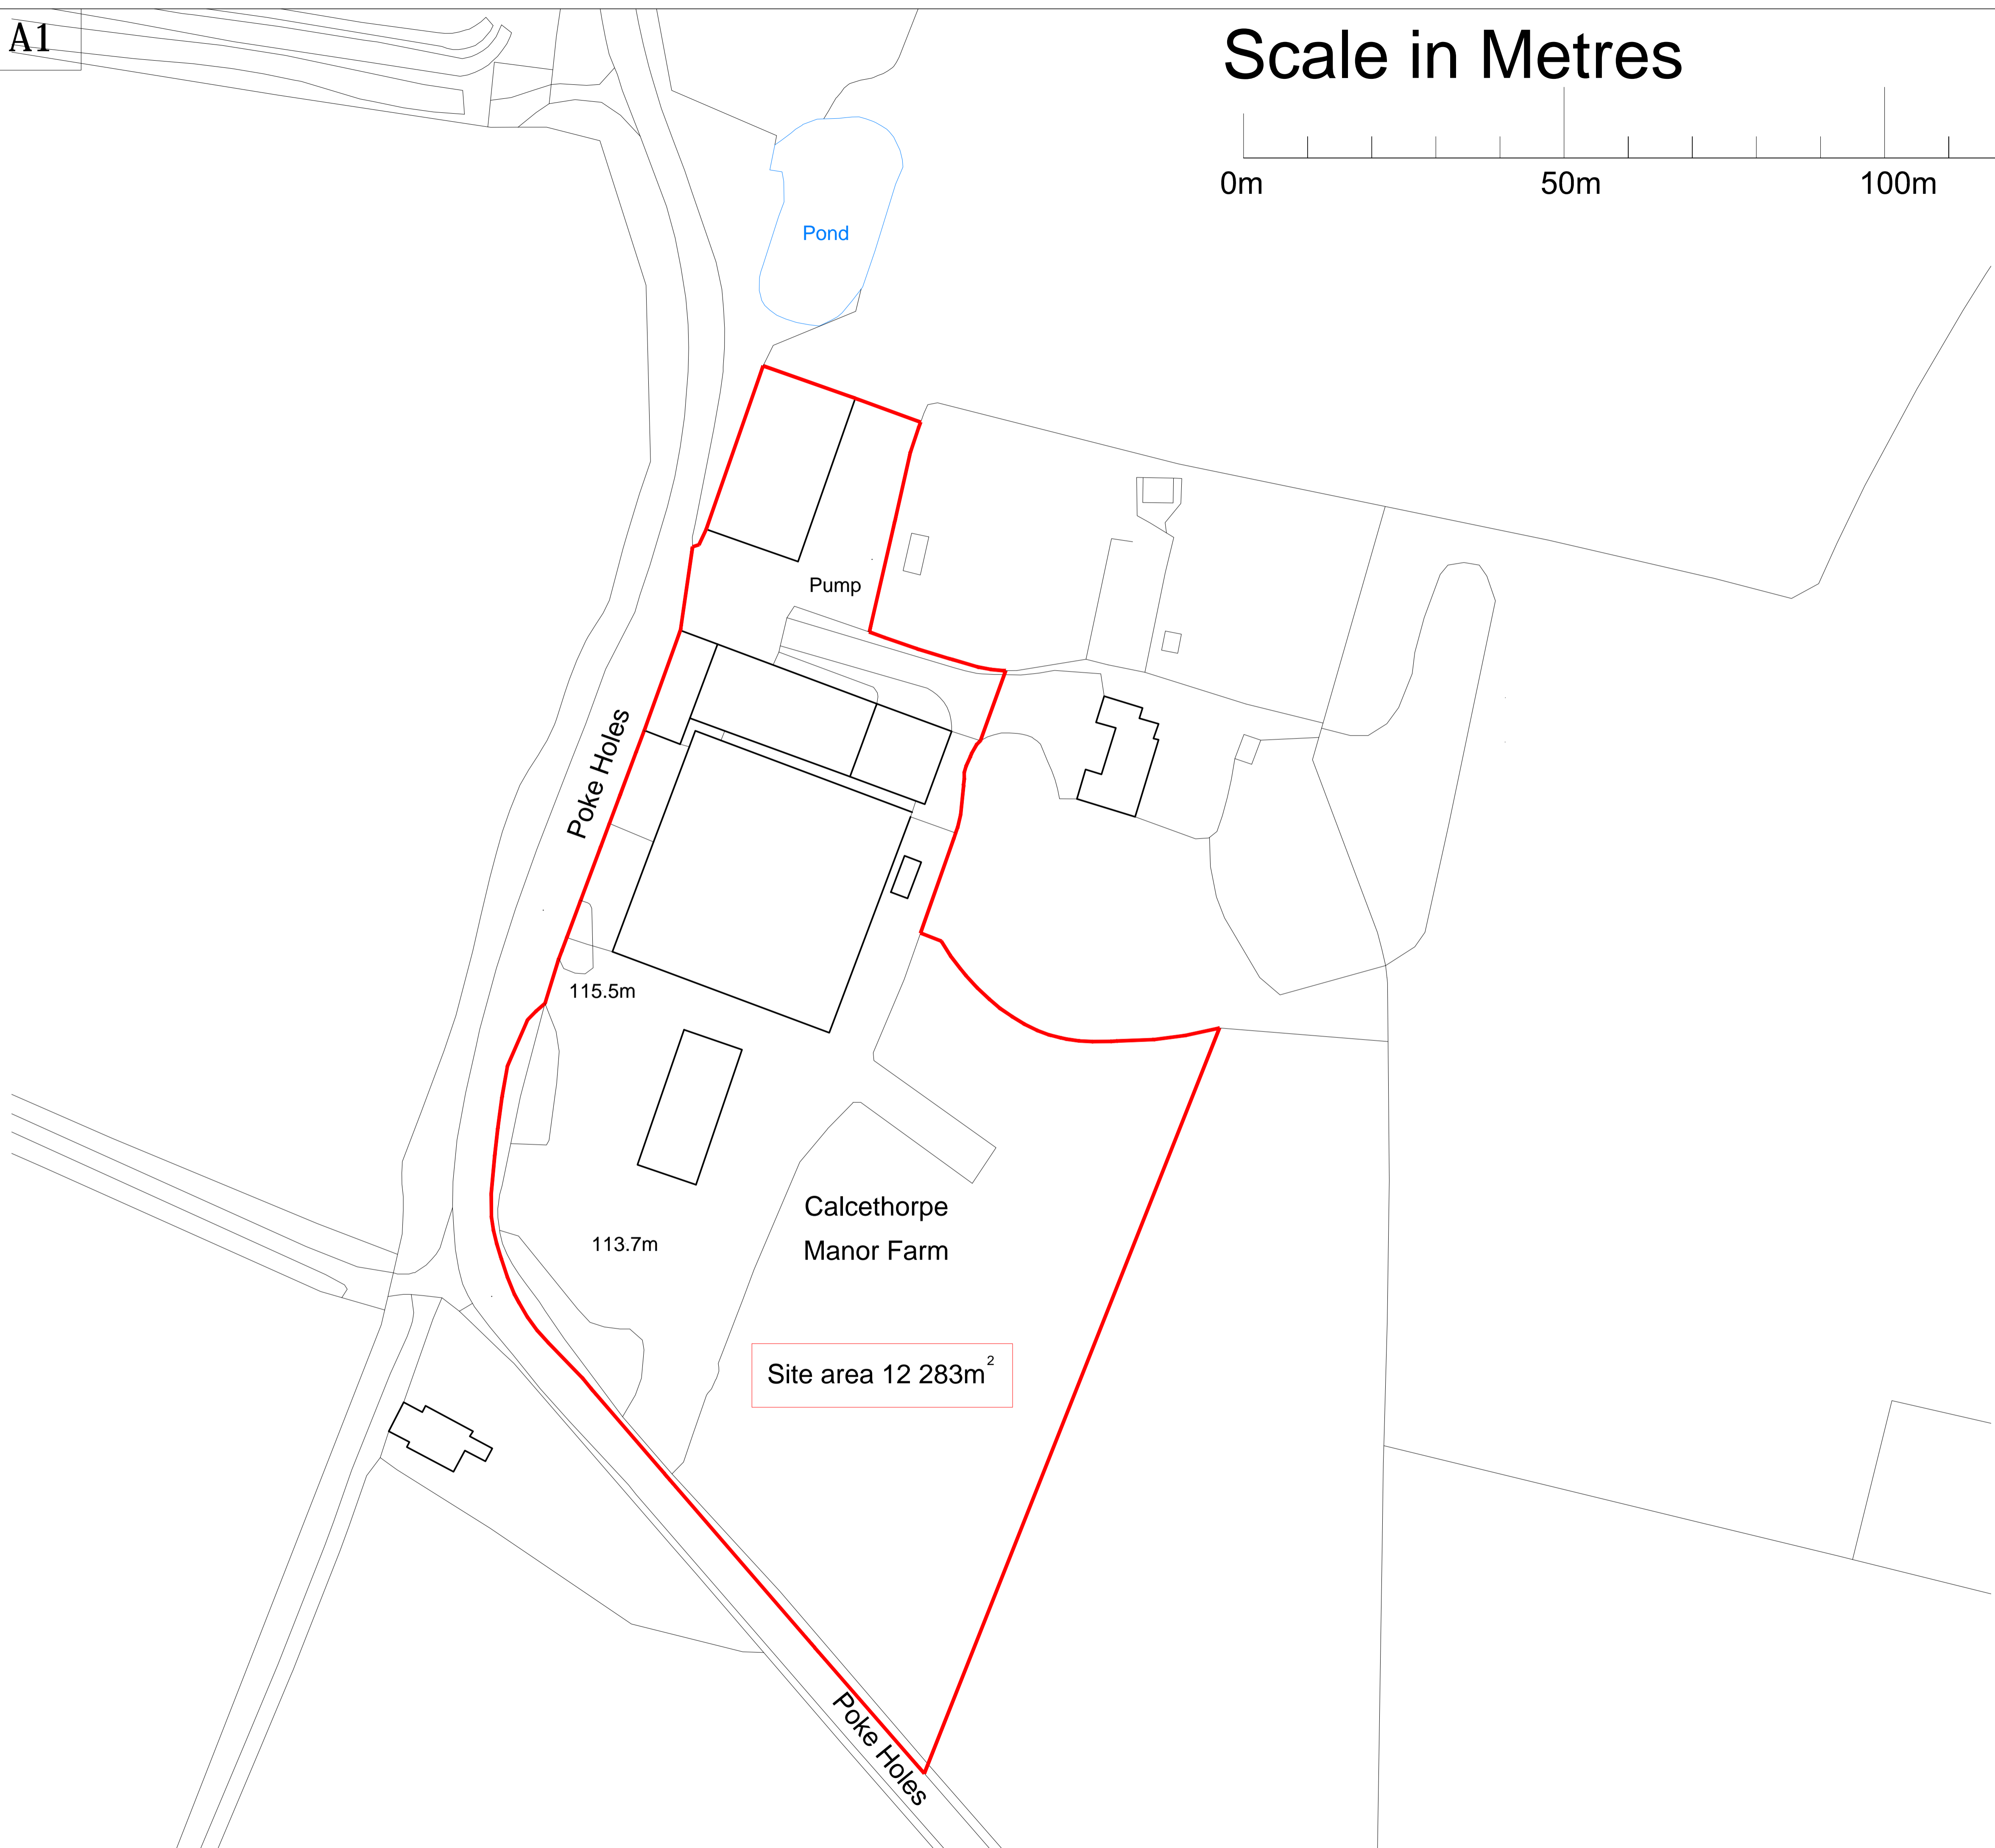 A1
Scale in Metres
0m 50m 100m
Pond
Pump
Poke Holes
115.5m
Calcethorpe
Manor Farm
113.7m
Site area 12 283m²
Poke Holes